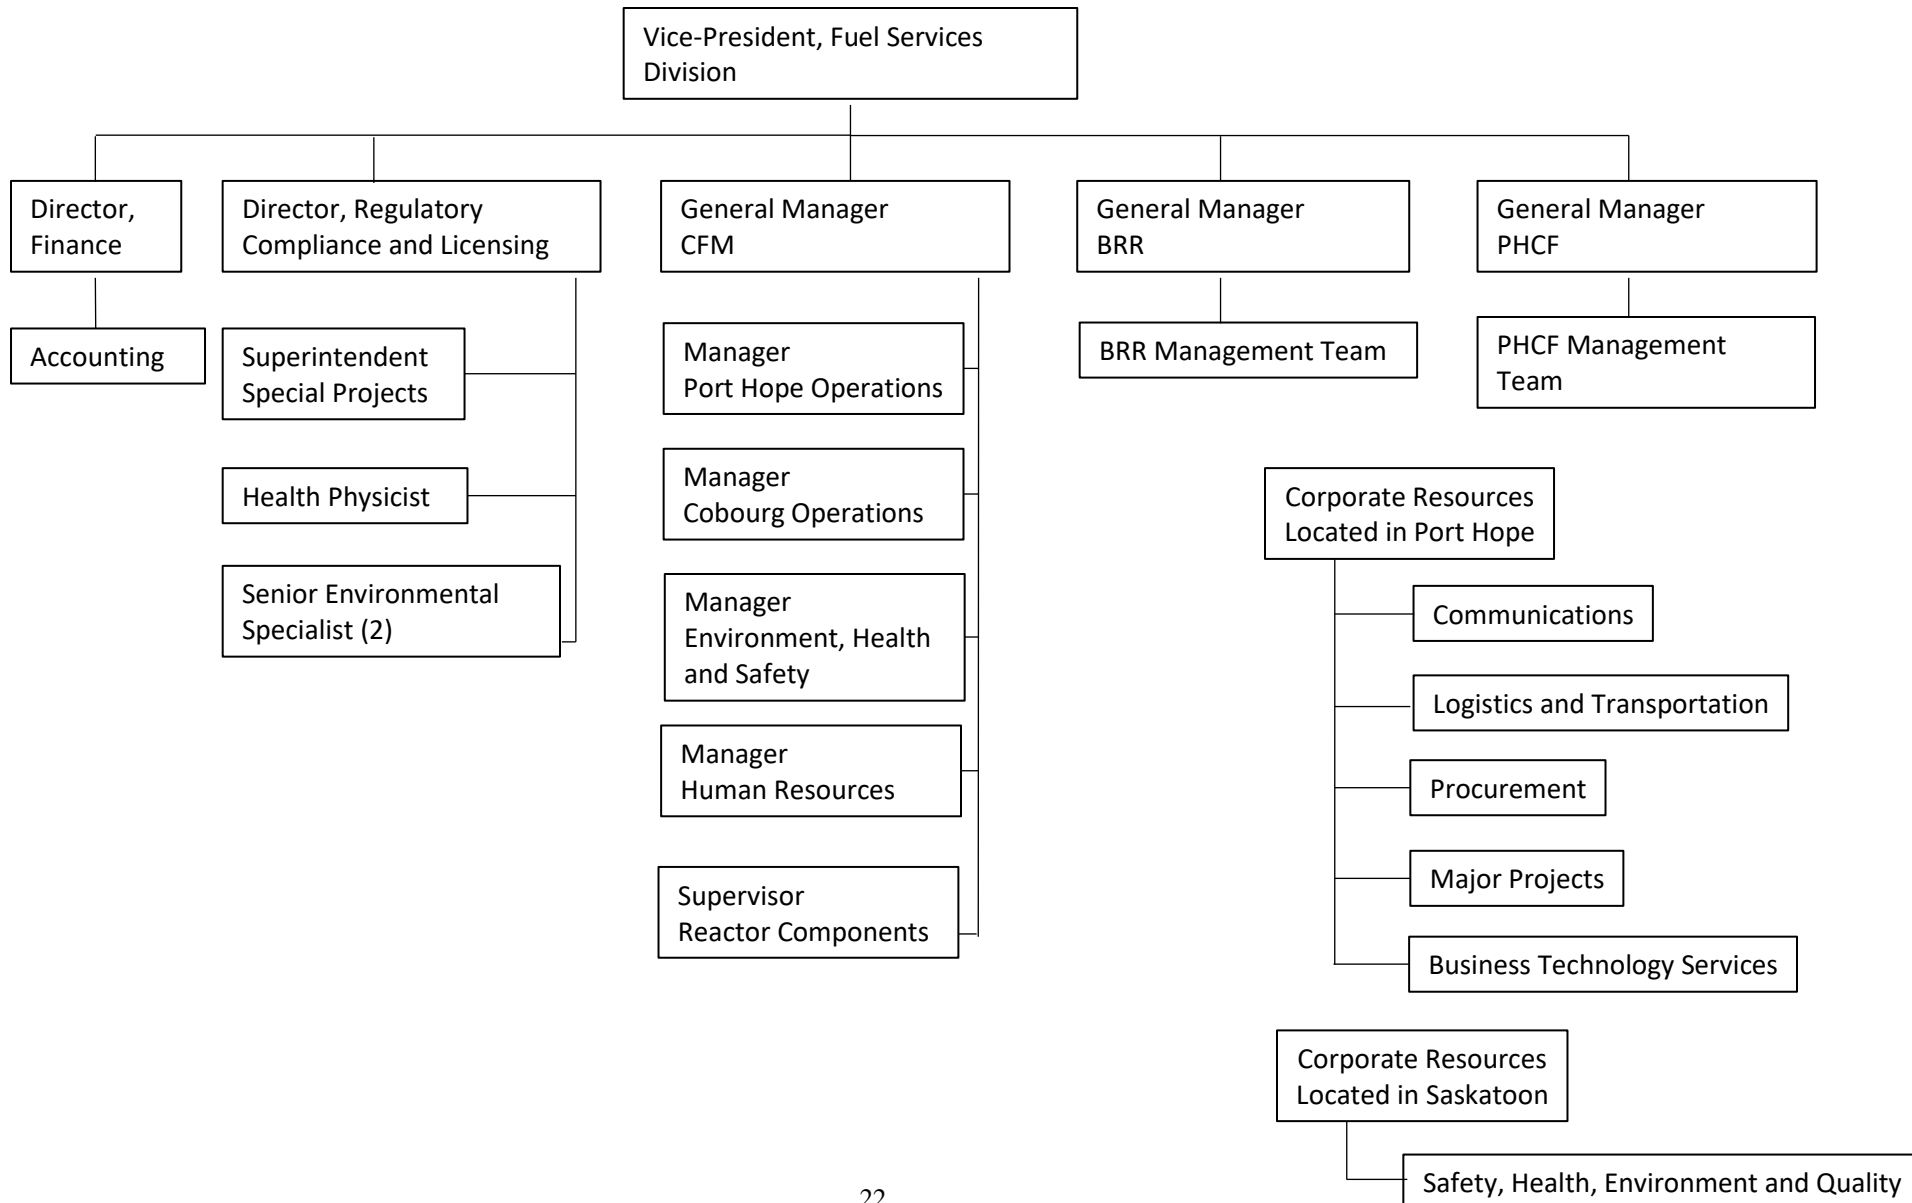 Vice-President, Fuel Services
Division
Director,
Finance
Director, Regulatory
Compliance and Licensing
General Manager
CFM
General Manager
BRR
General Manager
PHCF
Accounting
Superintendent
Special Projects
Health Physicist
Senior Environmental
Specialist (2)
Manager
Port Hope Operations
Manager
Cobourg Operations
Manager
Environment, Health
and Safety
Manager
Human Resources
Supervisor
Reactor Components
BRR Management Team
PHCF Management
Team
Corporate Resources
Located in Port Hope
Communications
Logistics and Transportation
Procurement
Major Projects
Business Technology Services
Corporate Resources
Located in Saskatoon
Safety, Health, Environment and Quality
22